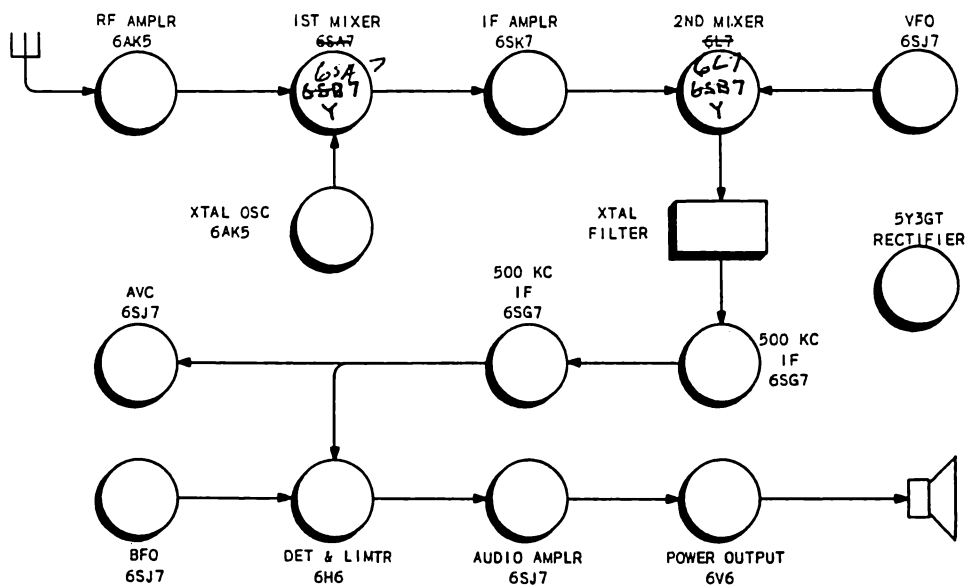 RF AMPLR
6AK5
1ST MIXER
6SA7
6SA7
6SB7
Y
IF AMPLR
6SK7
2ND MIXER
6L7
6L7
6SB7
Y
VFO
6SJ7
XTAL OSC
6AK5
XTAL
FILTER
5Y3GT
RECTIFIER
AVC
6SJ7
500 KC
IF
6SG7
500 KC
IF
6SG7
BFO
6SJ7
DET & LIMTR
6H6
AUDIO AMPLR
6SJ7
POWER OUTPUT
6V6